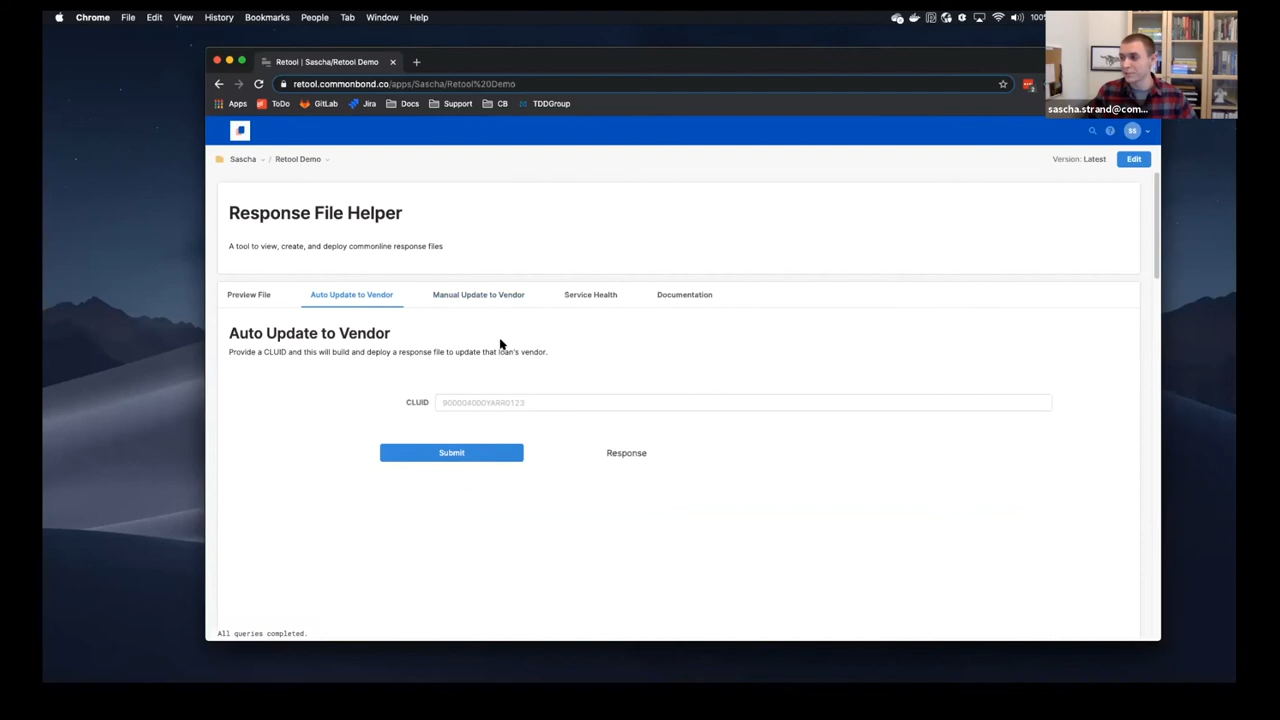 Chrome File Edit View History Bookmarks People Tab Window Help 100%
Retool | Sascha/Retool Demo
retool.commonbond.co/apps/Sascha/Retool%20Demo
Apps ToDo GitLab Jira Docs Support CB TDDGroup
sascha.strand@com...
SS
Sascha / Retool Demo Version: Latest Edit
Response File Helper
A tool to view, create, and deploy commonline response files
Preview File Auto Update to Vendor Manual Update to Vendor Service Health Documentation
Auto Update to Vendor
Provide a CLUID and this will build and deploy a response file to update that loan's vendor.
CLUID 900004000YARR0123
Submit Response
All queries completed.